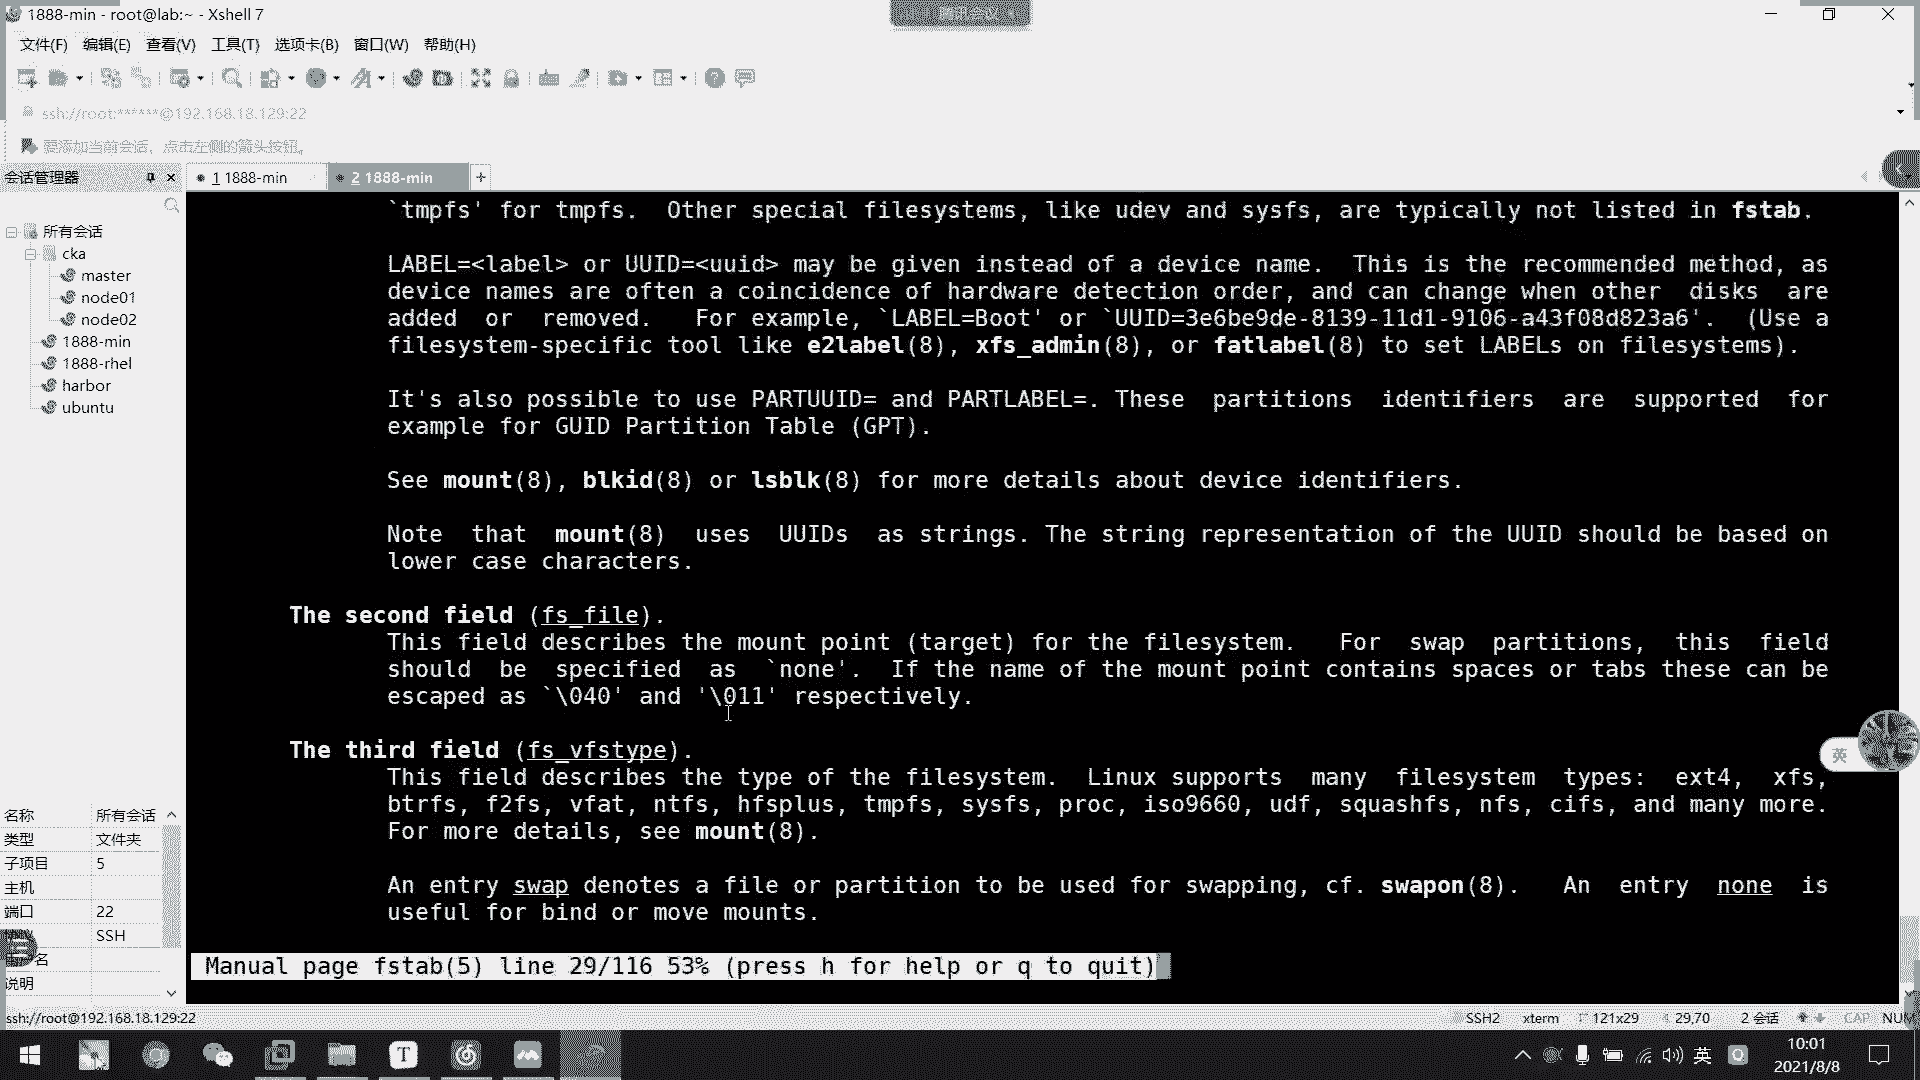 1888-min - root@lab:~ - Xshell 7
腾讯会议
文件(F) 编辑(E) 查看(V) 工具(T) 选项卡(B) 窗口(W) 帮助(H)
ssh://root:******@192.168.18.129:22
要添加当前会话，点击左侧的箭头按钮。
会话管理器
1 1888-min
2 1888-min
所有会话
cka
master
node01
node02
1888-min
1888-rhel
harbor
ubuntu
名称 所有会话
类型 文件夹
子项目 5
主机
端口 22
SSH
说明
`tmpfs' for tmpfs.  Other special filesystems, like udev and sysfs, are typically not listed in fstab.
LABEL=<label> or UUID=<uuid> may be given instead of a device name.  This is the recommended method, as
device names are often a coincidence of hardware detection order, and can change when other  disks  are
added  or  removed.   For example, `LABEL=Boot' or `UUID=3e6be9de-8139-11d1-9106-a43f08d823a6'.  (Use a
filesystem-specific tool like e2label(8), xfs_admin(8), or fatlabel(8) to set LABELs on filesystems).
It's also possible to use PARTUUID= and PARTLABEL=. These  partitions  identifiers  are  supported  for
example for GUID Partition Table (GPT).
See mount(8), blkid(8) or lsblk(8) for more details about device identifiers.
Note  that  mount(8)  uses  UUIDs  as strings. The string representation of the UUID should be based on
lower case characters.
The second field (fs_file).
This field describes the mount point (target) for the filesystem.   For  swap  partitions,  this  field
should  be  specified  as  `none'.  If the name of the mount point contains spaces or tabs these can be
escaped as `\040' and '\011' respectively.
The third field (fs_vfstype).
This field describes the type of the filesystem.  Linux supports  many  filesystem  types:  ext4,  xfs,
btrfs, f2fs, vfat, ntfs, hfsplus, tmpfs, sysfs, proc, iso9660, udf, squashfs, nfs, cifs, and many more.
For more details, see mount(8).
An entry swap denotes a file or partition to be used for swapping, cf. swapon(8).   An  entry  none  is
useful for bind or move mounts.
Manual page fstab(5) line 29/116 53% (press h for help or q to quit)
英
ssh://root@192.168.18.129:22
SSH2 xterm 121x29 29,70 2 会话 CAP NUM
英
10:01
2021/8/8